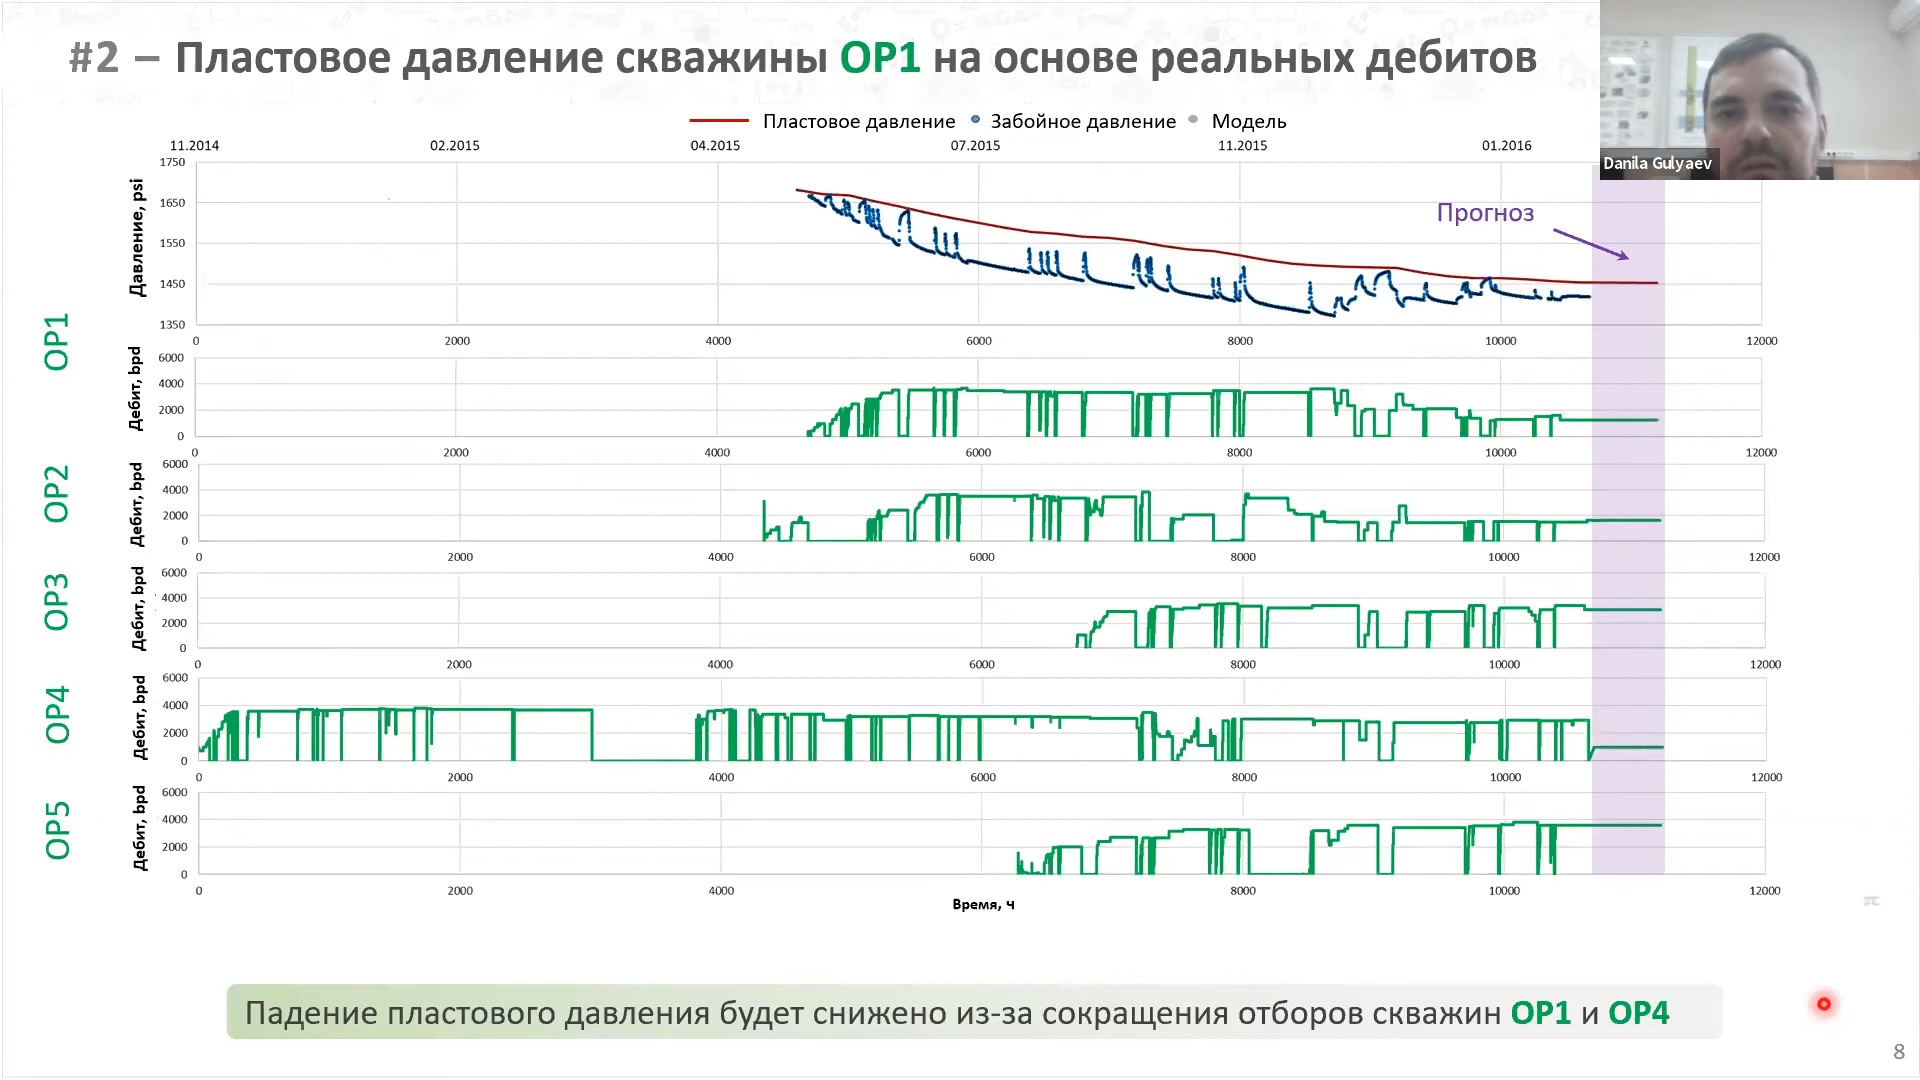 #2 – Пластовое давление скважины OP1 на основе реальных дебитов
Danila Gulyaev
Пластовое давление
Забойное давление
Модель
11.2014 02.2015 04.2015 07.2015 11.2015 01.2016
Прогноз
OP1
Давление, psi
1750
1650
1550
1450
1350
0 2000 4000 6000 8000 10000 12000
Дебит, bpd
6000
4000
2000
0
0 2000 4000 6000 8000 10000 12000
OP2
Дебит, bpd
6000
4000
2000
0
0 2000 4000 6000 8000 10000 12000
OP3
Дебит, bpd
6000
4000
2000
0
0 2000 4000 6000 8000 10000 12000
OP4
Дебит, bpd
6000
4000
2000
0
0 2000 4000 6000 8000 10000 12000
OP5
Дебит, bpd
6000
4000
2000
0
0 2000 4000 6000 8000 10000 12000
Время, ч
Падение пластового давления будет снижено из-за сокращения отборов скважин OP1 и OP4
8